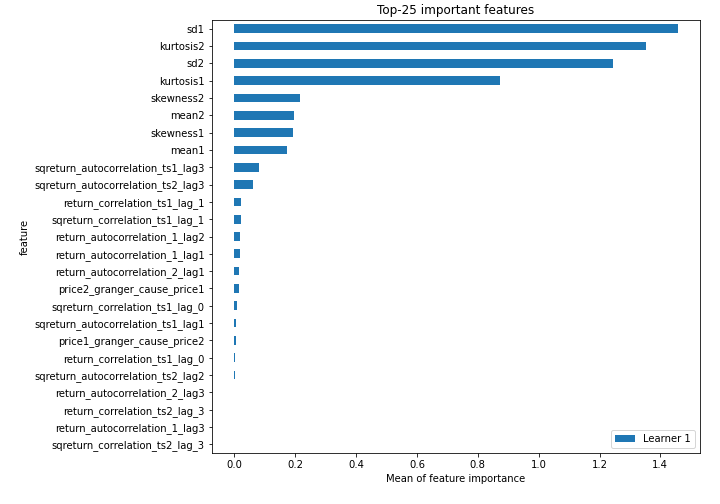 Top-25 important features
sd1
kurtosis2
sd2
kurtosis1
skewness2
mean2
skewness1
mean1
sqreturn_autocorrelation_ts1_lag3
sqreturn_autocorrelation_ts2_lag3
return_correlation_ts1_lag_1
sqreturn_correlation_ts1_lag_1
return_autocorrelation_1_lag2
return_autocorrelation_1_lag1
return_autocorrelation_2_lag1
price2_granger_cause_price1
sqreturn_correlation_ts1_lag_0
sqreturn_autocorrelation_ts1_lag1
price1_granger_cause_price2
return_correlation_ts1_lag_0
sqreturn_autocorrelation_ts2_lag2
return_autocorrelation_2_lag3
return_correlation_ts2_lag_3
return_autocorrelation_1_lag3
sqreturn_correlation_ts2_lag_3
feature
Learner 1
0.0 0.2 0.4 0.6 0.8 1.0 1.2 1.4
Mean of feature importance